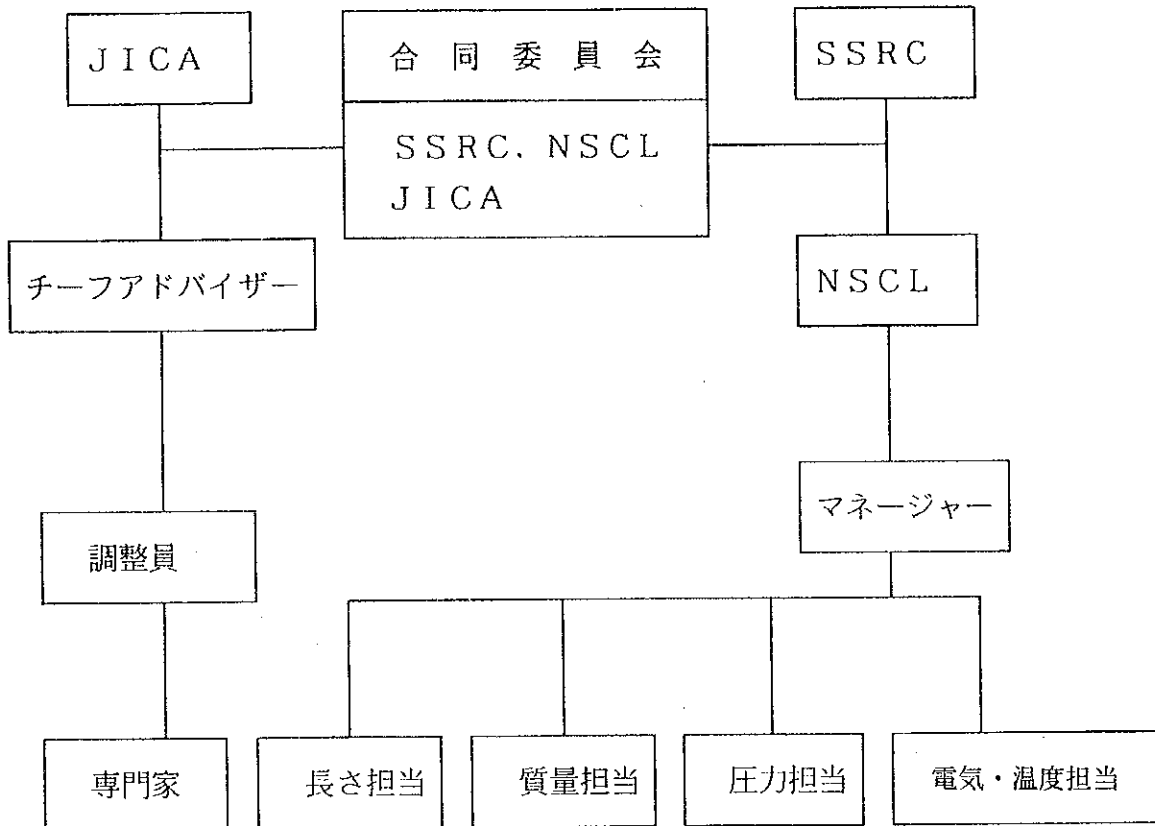 ＪＩＣＡ
合同委員会
ＳＳＲＣ
ＳＳＲＣ．ＮＳＣＬ
ＪＩＣＡ
チーフアドバイザー
ＮＳＣＬ
マネージャー
調整員
専門家
長さ担当
質量担当
圧力担当
電気・温度担当